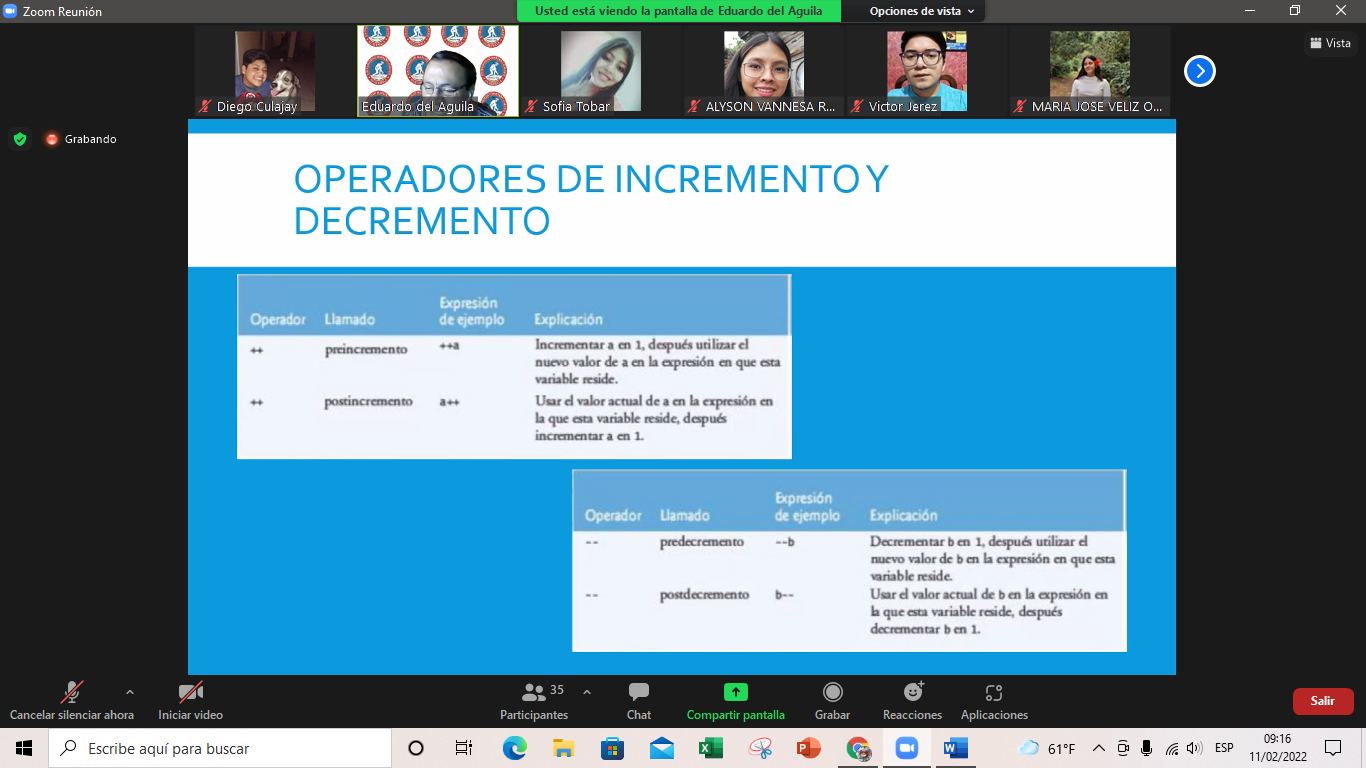 Zoom Reunión
Usted está viendo la pantalla de Eduardo del Aguila
Opciones de vista
Vista
Diego Culajay
Eduardo del Aguila
Sofia Tobar
ALYSON VANNESA R...
Victor Jerez
MARIA JOSE VELIZ O...
Grabando
OPERADORES DE INCREMENTO Y
DECREMENTO
Operador Llamado Expresión de ejemplo Explicación
++ preincremento ++a Incrementar a en 1, después utilizar el
nuevo valor de a en la expresión en que esta
variable reside.
++ postincremento a++ Usar el valor actual de a en la expresión en
la que esta variable reside, después
incrementar a en 1.
Operador Llamado Expresión de ejemplo Explicación
-- predecremento --b Decrementar b en 1, después utilizar el
nuevo valor de b en la expresión en que esta
variable reside.
-- postdecremento b-- Usar el valor actual de b en la expresión en
la que esta variable reside, después
decrementar b en 1.
Cancelar silenciar ahora
Iniciar video
35
Participantes
Chat
Compartir pantalla
Grabar
Reacciones
Aplicaciones
Salir
Escribe aquí para buscar
61°F
ESP
09:16
11/02/2022